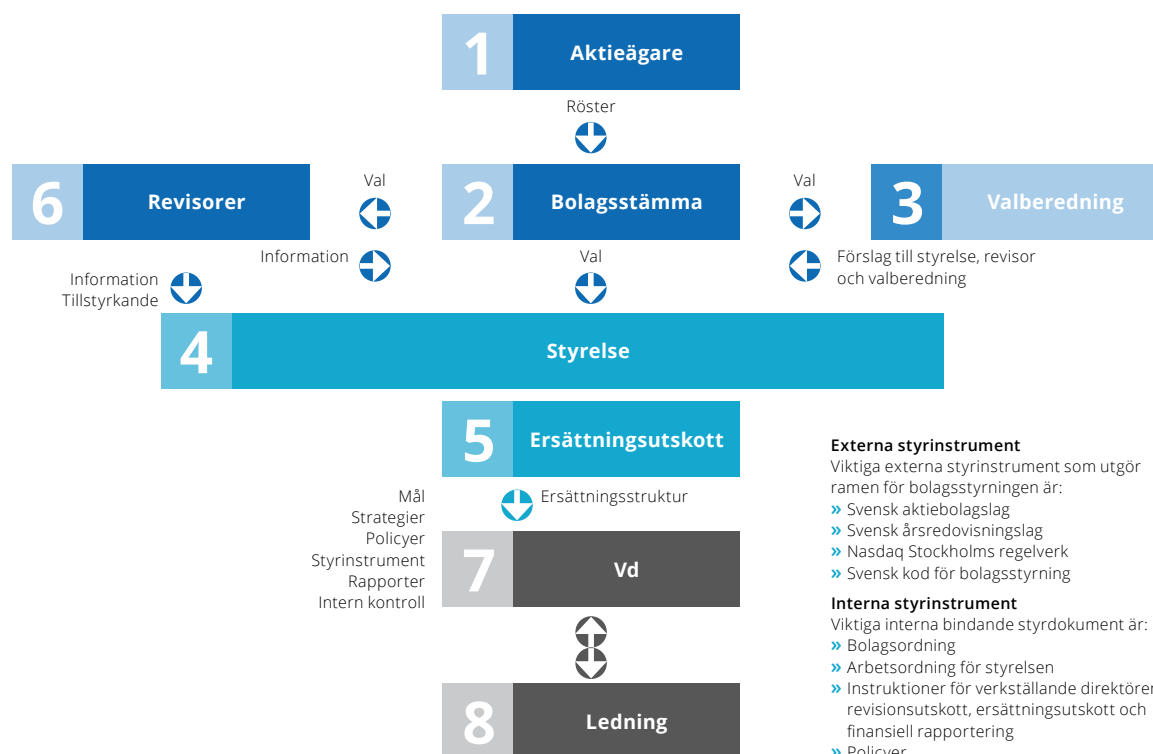 1
Aktieägare
Röster
6
Revisorer
Val
2
Bolagsstämma
Val
3
Valberedning
Information
Val
Förslag till styrelse, revisor
och valberedning
Information
Tillstyrkande
4
Styrelse
5
Ersättningsutskott
Mål
Strategier
Policyer
Styrinstrument
Rapporter
Intern kontroll
Ersättningsstruktur
7
Vd
8
Ledning
Externa styrinstrument
Viktiga externa styrinstrument som utgör
ramen för bolagsstyrningen är:
» Svensk aktiebolagslag
» Svensk årsredovisningslag
» Nasdaq Stockholms regelverk
» Svensk kod för bolagsstyrning
Interna styrinstrument
Viktiga interna bindande styrdokument är:
» Bolagsordning
» Arbetsordning för styrelsen
» Instruktioner för verkställande direktören
revisionsutskott, ersättningsutskott och
finansiell rapportering
» Policyer